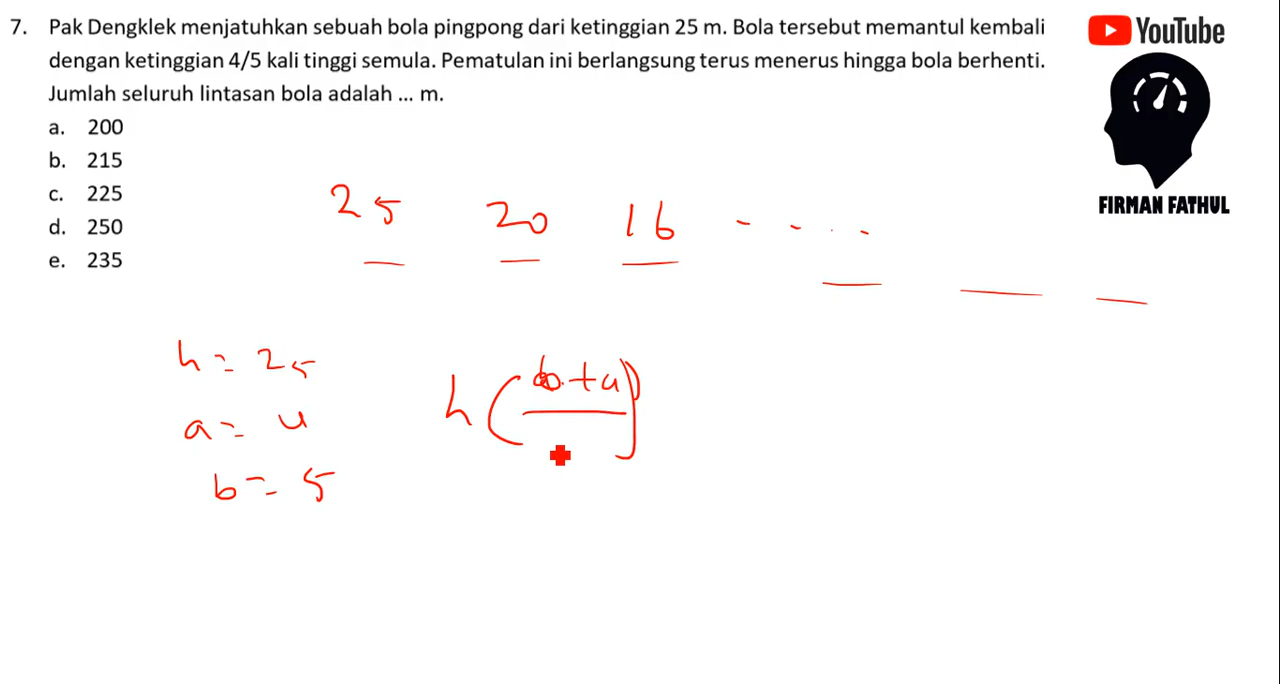 7. Pak Dengklek menjatuhkan sebuah bola pingpong dari ketinggian 25 m. Bola tersebut memantul kembali
dengan ketinggian 4/5 kali tinggi semula. Pematulan ini berlangsung terus menerus hingga bola berhenti.
Jumlah seluruh lintasan bola adalah ... m.
a. 200
b. 215
c. 225
d. 250
e. 235
YouTube
FIRMAN FATHUL
25 20 16 - - . -
h = 25
a = 4
b = 5
h ( b + a )